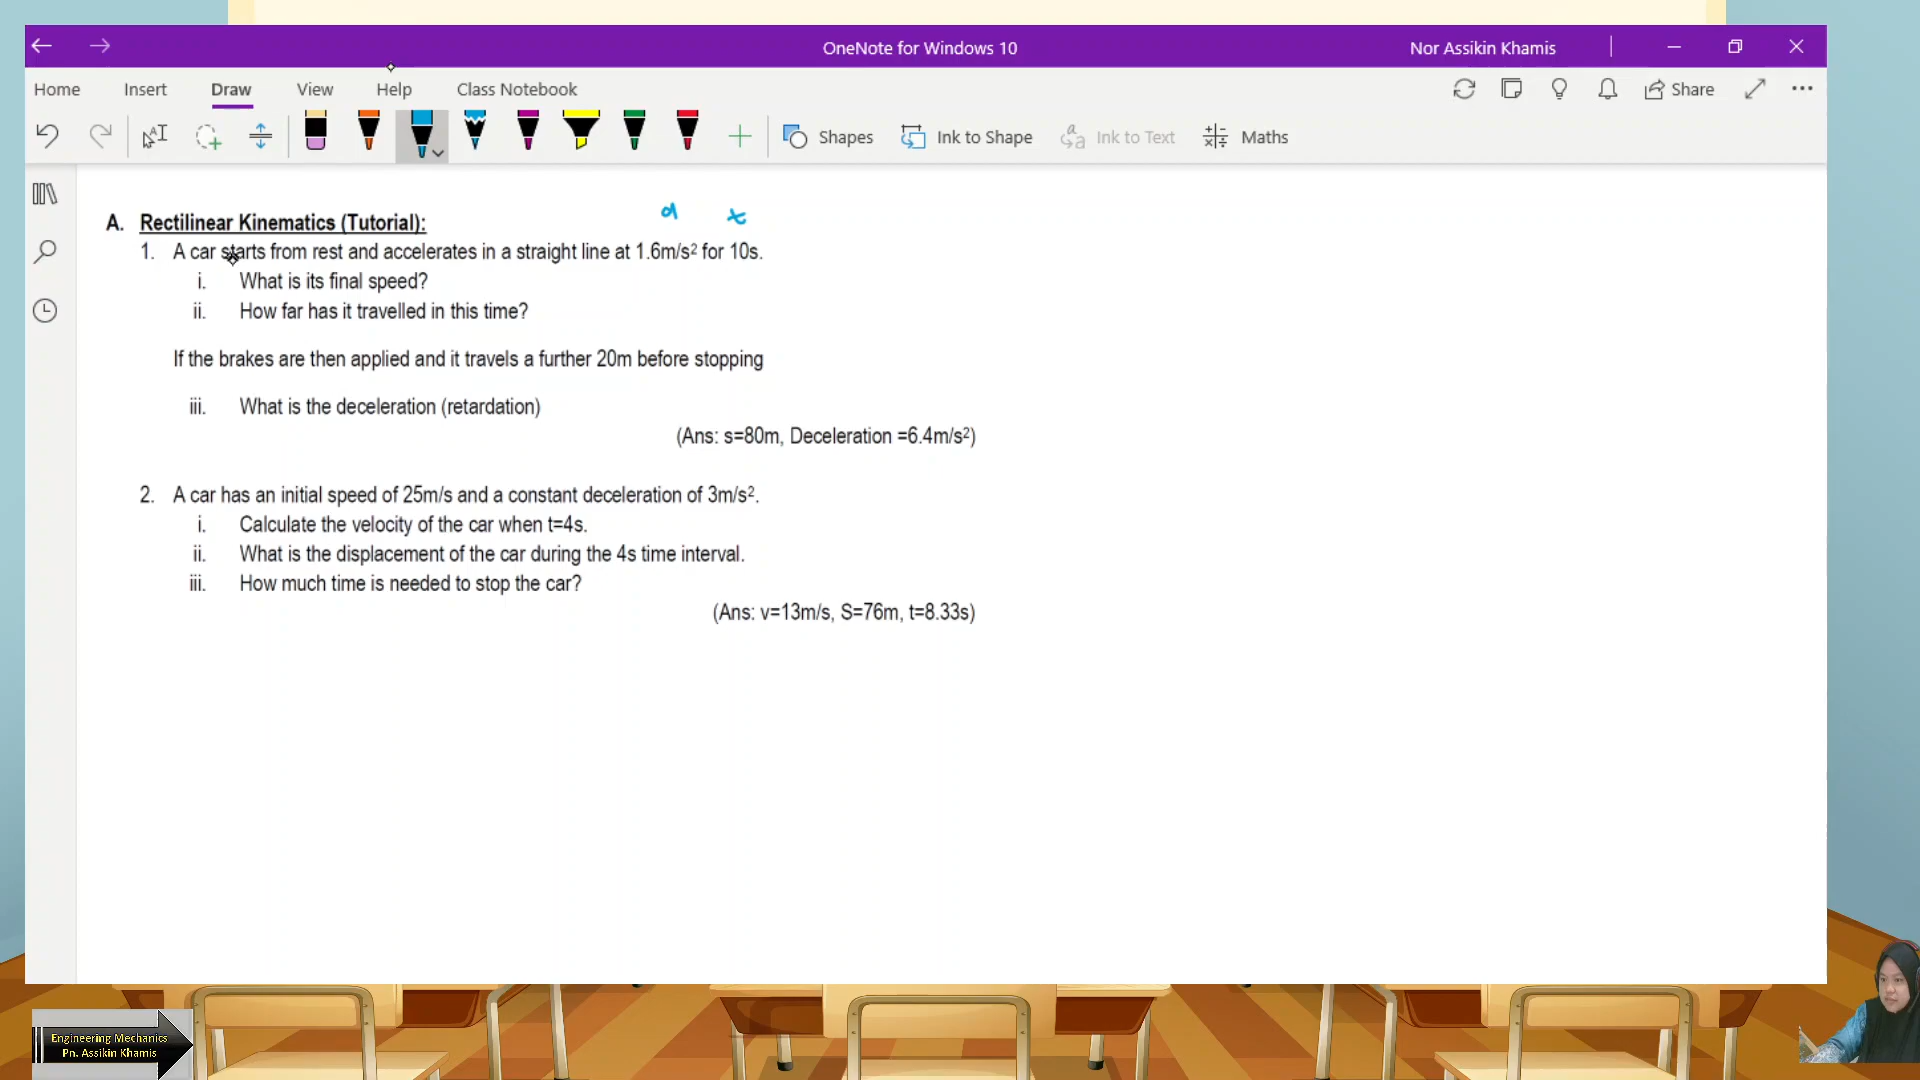 OneNote for Windows 10
Nor Assikin Khamis
Home Insert Draw View Help Class Notebook Share
Shapes Ink to Shape Ink to Text Maths
a t
A. Rectilinear Kinematics (Tutorial):
1. A car starts from rest and accelerates in a straight line at 1.6m/s² for 10s.
i. What is its final speed?
ii. How far has it travelled in this time?
If the brakes are then applied and it travels a further 20m before stopping
iii. What is the deceleration (retardation)
(Ans: s=80m, Deceleration =6.4m/s²)
2. A car has an initial speed of 25m/s and a constant deceleration of 3m/s².
i. Calculate the velocity of the car when t=4s.
ii. What is the displacement of the car during the 4s time interval.
iii. How much time is needed to stop the car?
(Ans: v=13m/s, S=76m, t=8.33s)
Engineering Mechanics
Pn. Assikin Khamis